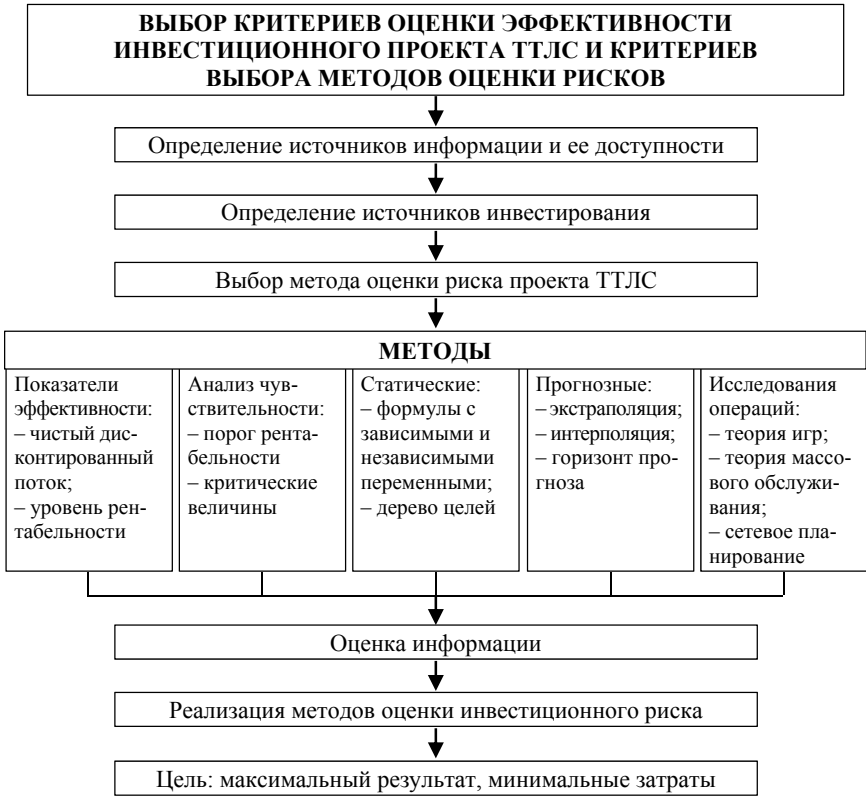 ВЫБОР КРИТЕРИЕВ ОЦЕНКИ ЭФФЕКТИВНОСТИ
ИНВЕСТИЦИОННОГО ПРОЕКТА ТТЛС И КРИТЕРИЕВ
ВЫБОРА МЕТОДОВ ОЦЕНКИ РИСКОВ
Определение источников информации и ее доступности
Определение источников инвестирования
Выбор метода оценки риска проекта ТТЛС
МЕТОДЫ
Показатели
эффективности:
– чистый дис-
контированный
поток;
– уровень рен-
табельности
Анализ чув-
ствительности:
– порог рента-
бельности
– критические
величины
Статические:
– формулы с
зависимыми и
независимыми
переменными;
– дерево целей
Прогнозные:
– экстраполяция;
– интерполяция;
– горизонт про-
гноза
Исследования
операций:
– теория игр;
– теория массо-
вого обслужи-
вания;
– сетевое пла-
нирование
Оценка информации
Реализация методов оценки инвестиционного риска
Цель: максимальный результат, минимальные затраты